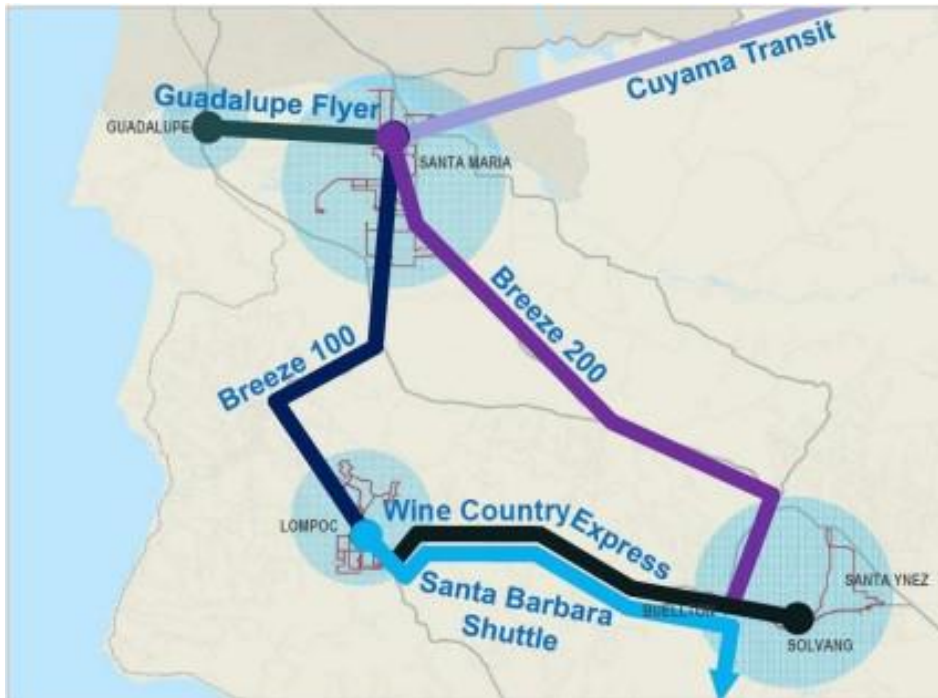 Cuyama Transit
Guadalupe Flyer
GUADALUPE
SANTA MARIA
Breeze 100
Breeze 200
LOMPOC
Wine Country Express
Santa Barbara
Shuttle
BUELLTON
SANTA YNEZ
SOLVANG